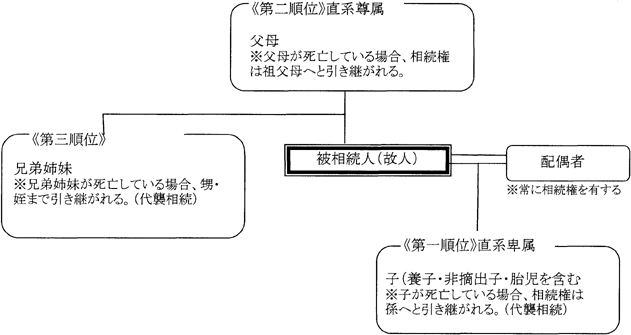 《第二順位》直系尊属
父母
※父母が死亡している場合、相続権
は祖父母へと引き継がれる。
《第三順位》
兄弟姉妹
※兄弟姉妹が死亡している場合、甥・
姪まで引き継がれる。(代襲相続)
被相続人(故人)
配偶者
※常に相続権を有する
《第一順位》直系卑属
子(養子・非摘出子・胎児を含む
※子が死亡している場合、相続権は
孫へと引き継がれる。(代襲相続)